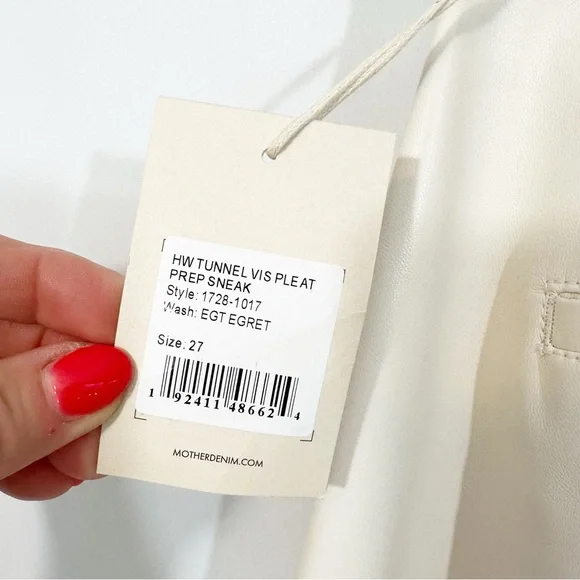 HW TUNNEL VIS PLEAT
PREP SNEAK
Style: 1728-1017
Wash: EGT EGRET
Size: 27
1 92411 48662 4
MOTHERDENIM.COM